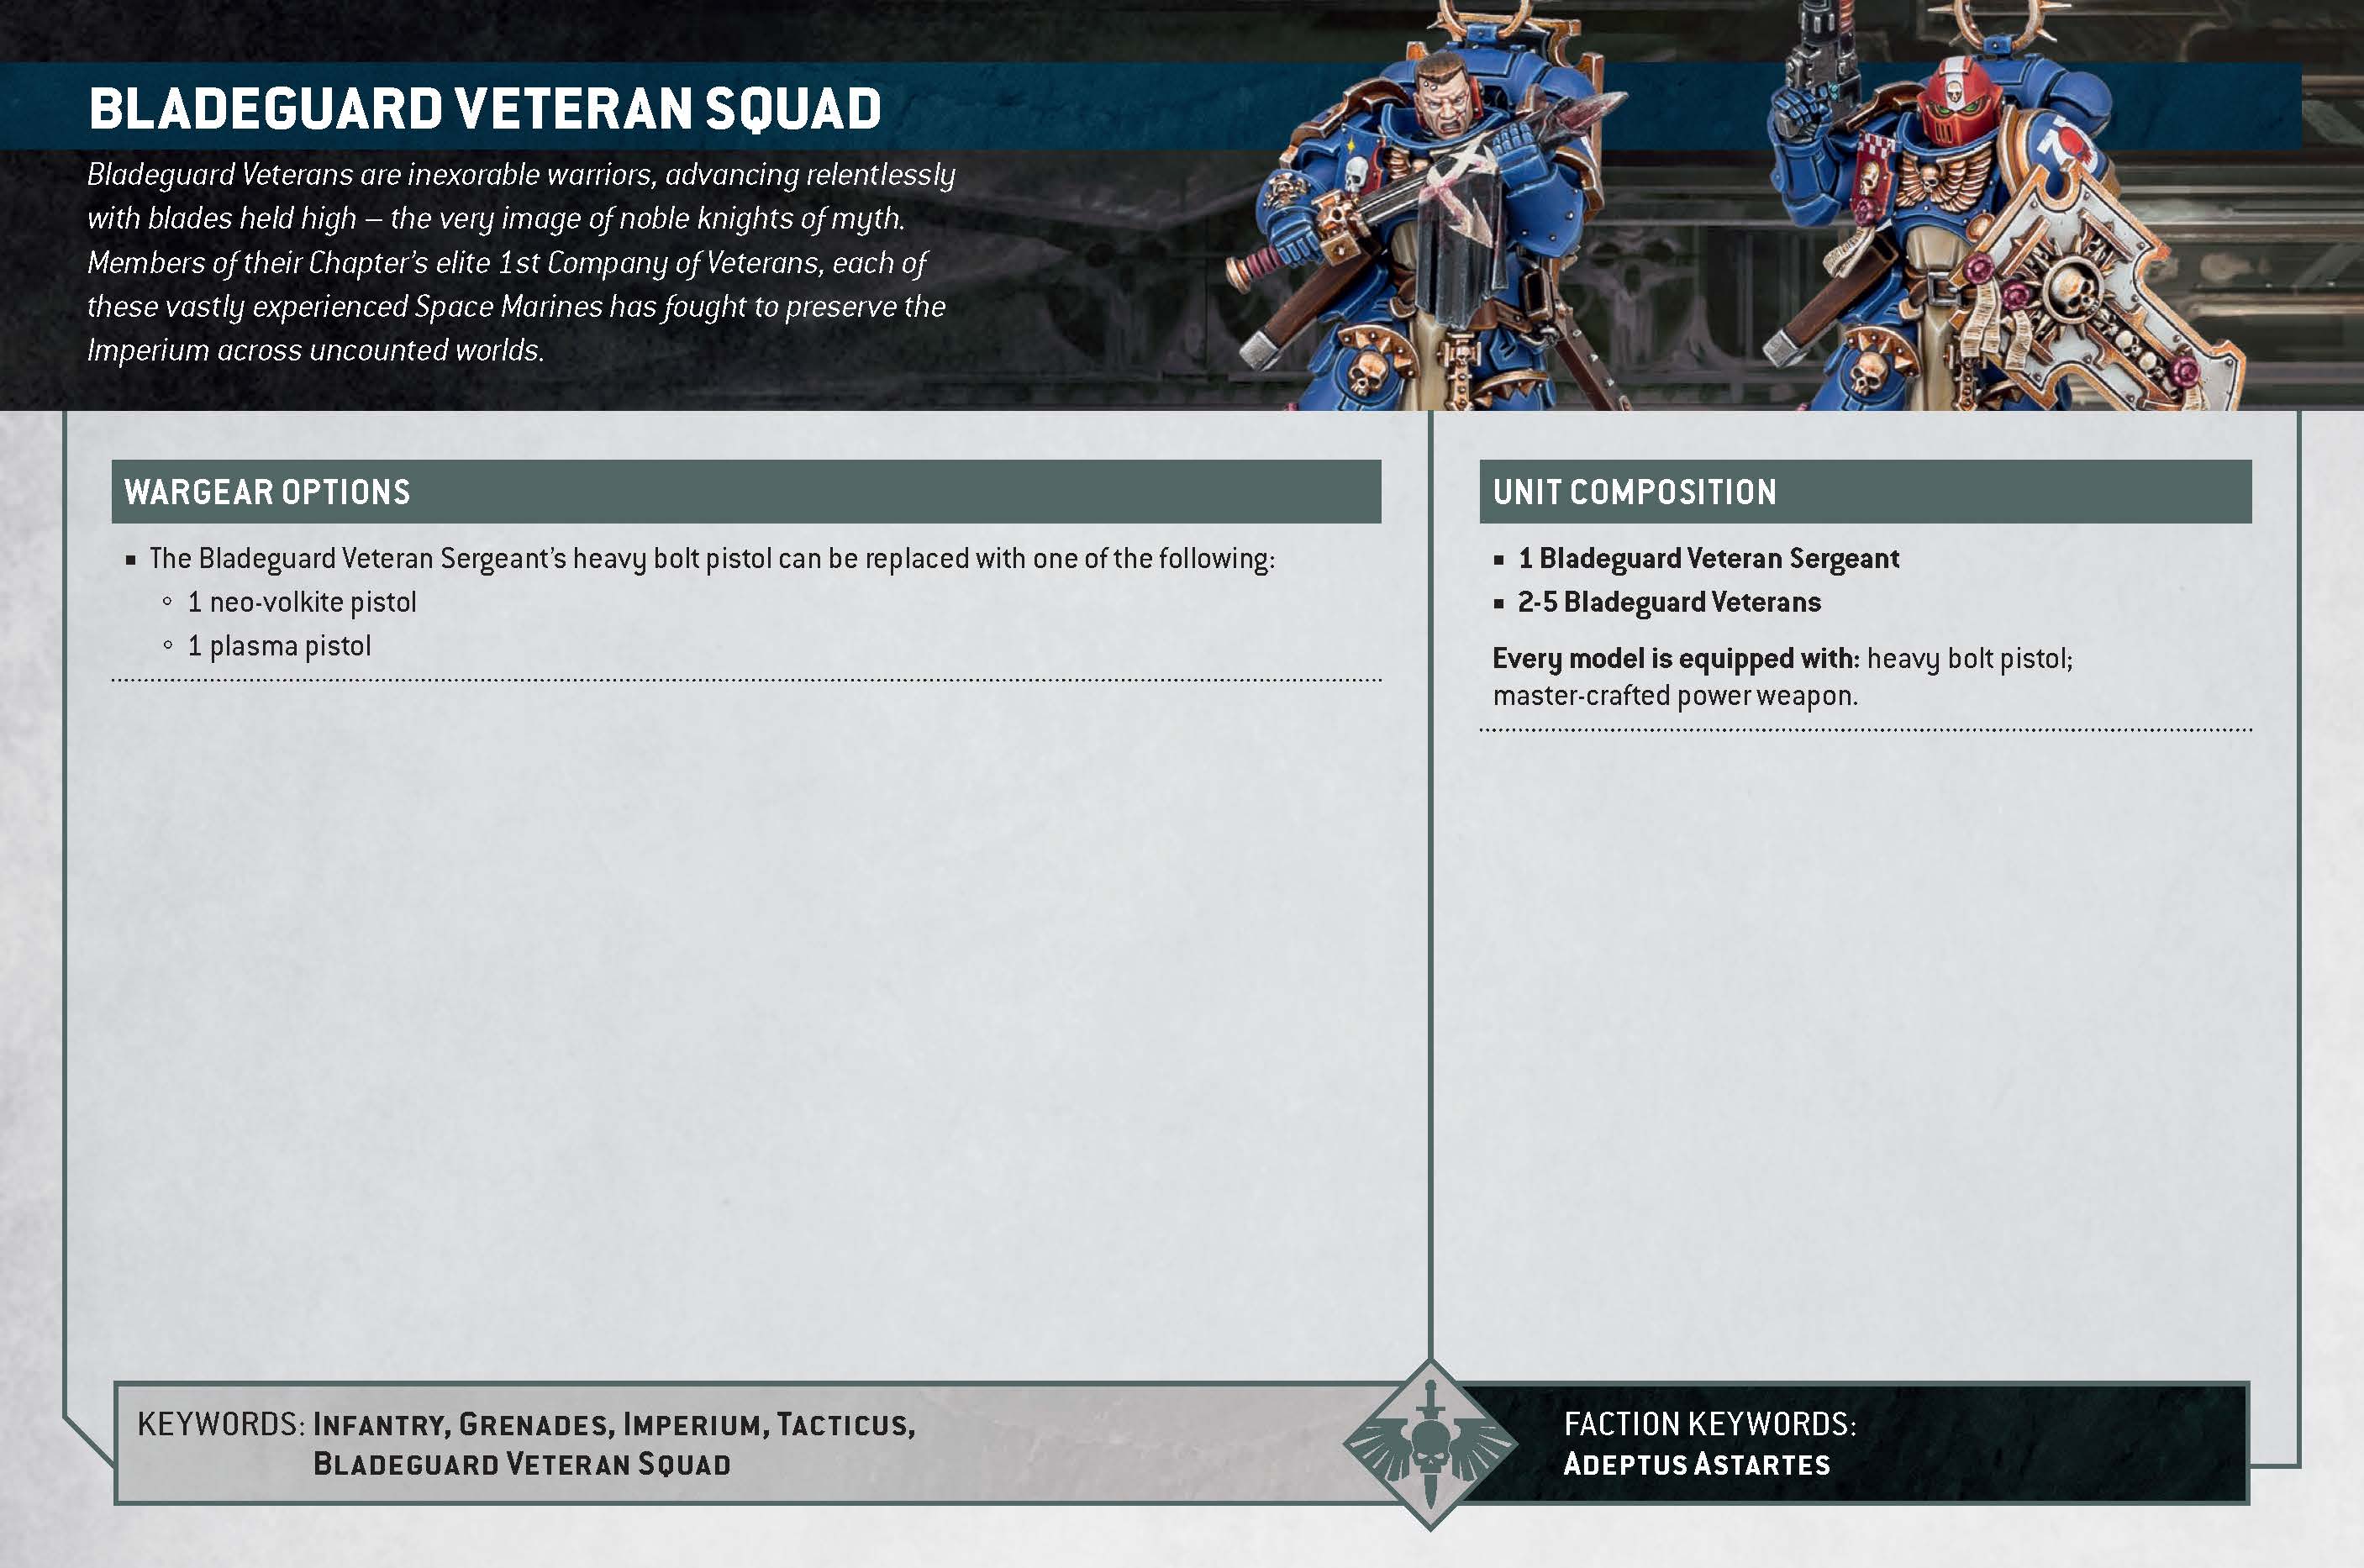 BLADEGUARD VETERAN SQUAD
Bladeguard Veterans are inexorable warriors, advancing relentlessly
with blades held high – the very image of noble knights of myth.
Members of their Chapter’s elite 1st Company of Veterans, each of
these vastly experienced Space Marines has fought to preserve the
Imperium across uncounted worlds.
WARGEAR OPTIONS
▪ The Bladeguard Veteran Sergeant’s heavy bolt pistol can be replaced with one of the following:
◦ 1 neo-volkite pistol
◦ 1 plasma pistol
UNIT COMPOSITION
▪ 1 Bladeguard Veteran Sergeant
▪ 2-5 Bladeguard Veterans
Every model is equipped with: heavy bolt pistol;
master-crafted power weapon.
KEYWORDS: INFANTRY, GRENADES, IMPERIUM, TACTICUS,
BLADEGUARD VETERAN SQUAD
FACTION KEYWORDS:
ADEPTUS ASTARTES